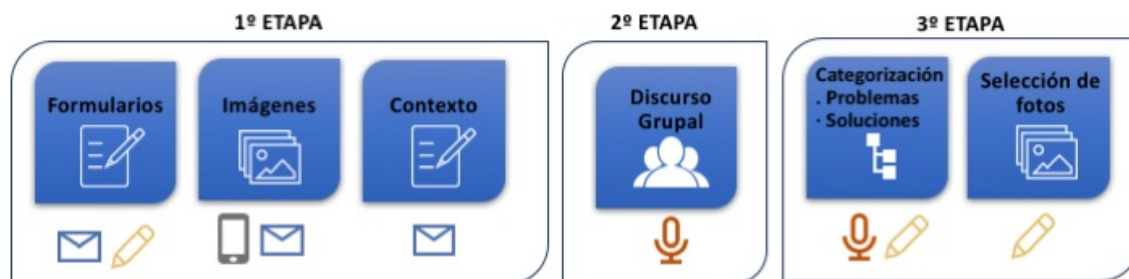 1º ETAPA
Formularios
Imágenes
Contexto
2º ETAPA
Discurso
Grupal
3º ETAPA
Categorización
. Problemas
· Soluciones
Selección de
fotos